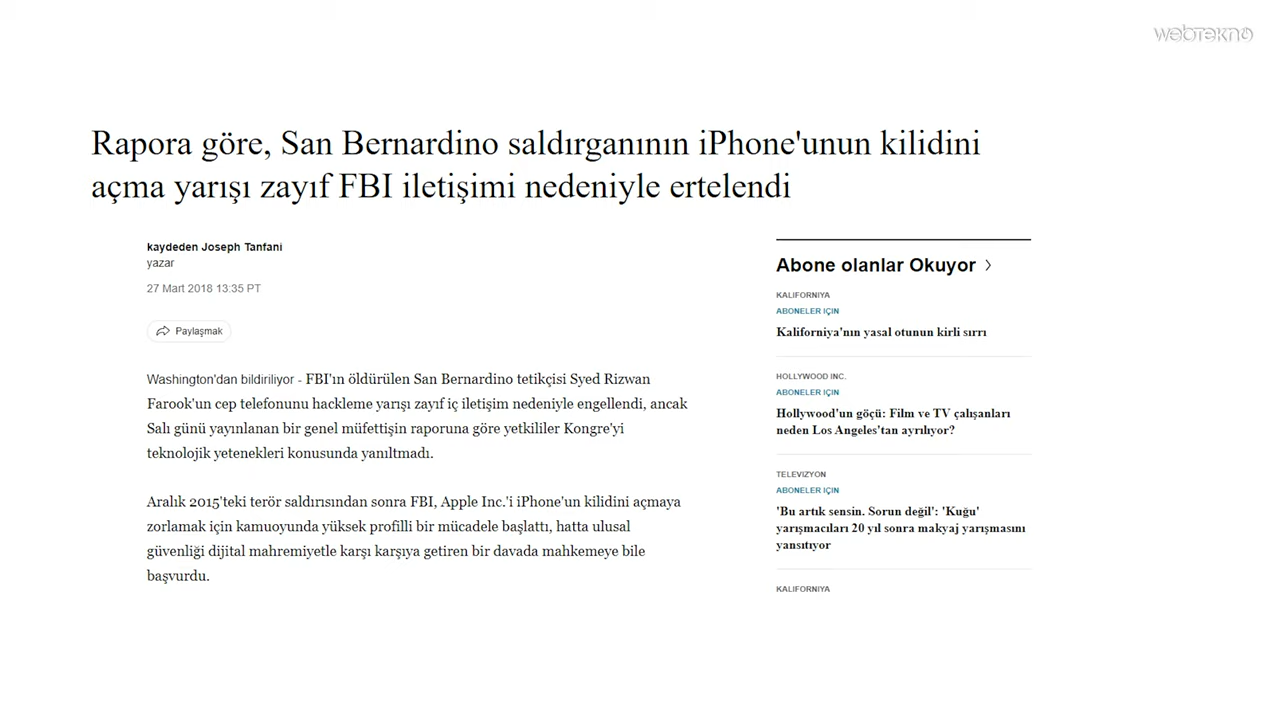 webtekno
Rapora göre, San Bernardino saldırganının iPhone'unun kilidini
açma yarışı zayıf FBI iletişimi nedeniyle ertelendi
kaydeden Joseph Tanfani
yazar
27 Mart 2018 13:35 PT
Paylaşmak
Washington'dan bildiriliyor - FBI'ın öldürülen San Bernardino tetikçisi Syed Rizwan
Farook'un cep telefonunu hackleme yarışı zayıf iç iletişim nedeniyle engellendi, ancak
Salı günü yayınlanan bir genel müfettişin raporuna göre yetkililer Kongre'yi
teknolojik yetenekleri konusunda yanıltmadı.
Aralık 2015'teki terör saldırısından sonra FBI, Apple Inc.'i iPhone'un kilidini açmaya
zorlamak için kamuoyunda yüksek profilli bir mücadele başlattı, hatta ulusal
güvenliği dijital mahremiyetle karşı karşıya getiren bir davada mahkemeye bile
başvurdu.
Abone olanlar Okuyor
KALIFORNIYA
ABONELER IÇIN
Kaliforniya'nın yasal otunun kirli sırrı
HOLLYWOOD INC.
ABONELER IÇIN
Hollywood'un göçü: Film ve TV çalışanları
neden Los Angeles'tan ayrılıyor?
TELEVIZYON
ABONELER IÇIN
'Bu artık sensin. Sorun değil': 'Kuğu'
yarışmacıları 20 yıl sonra makyaj yarışmasını
yansıtıyor
KALIFORNIYA